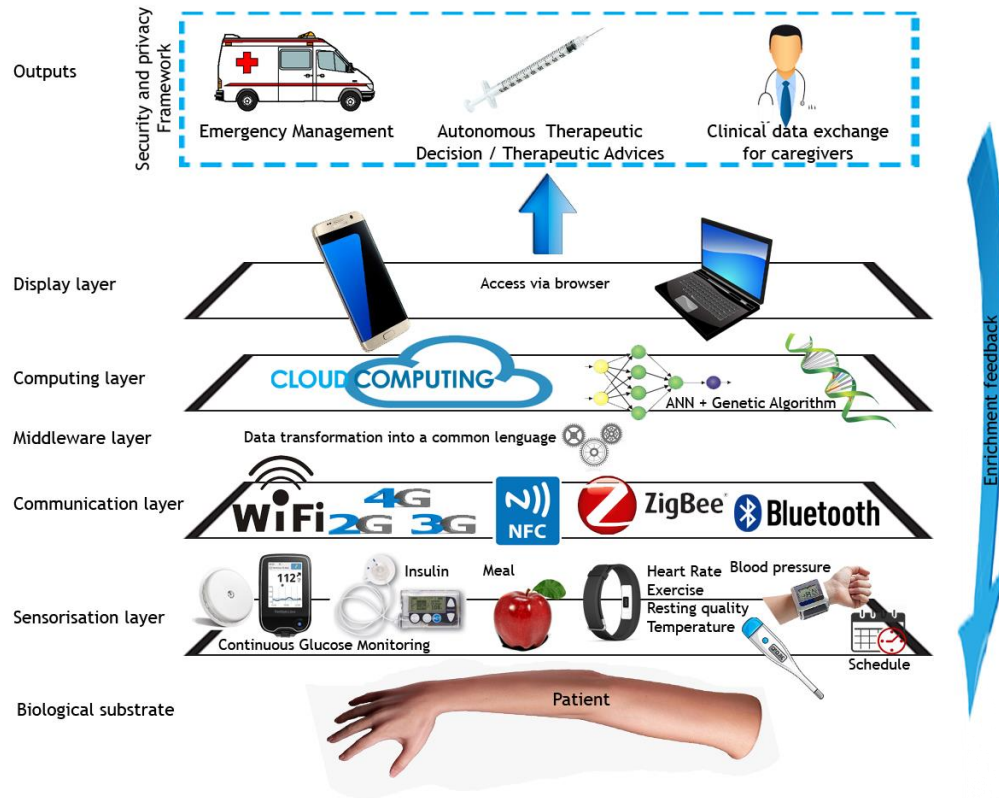 Outputs
Security and privacy
Framework
Emergency Management
Autonomous Therapeutic
Decision / Therapeutic Advices
Clinical data exchange
for caregivers
Display layer
Access via browser
Computing layer
CLOUD COMPUTING
ANN + Genetic Algorithm
Middleware layer
Data transformation into a common lenguage
Communication layer
WiFi
4G
2G 3G
NFC
ZigBee
Bluetooth
Sensorisation layer
112
Continuous Glucose Monitoring
Insulin
Meal
Heart Rate
Exercise
Resting quality
Temperature
Blood pressure
Schedule
Biological substrate
Patient
Enrichment feedback